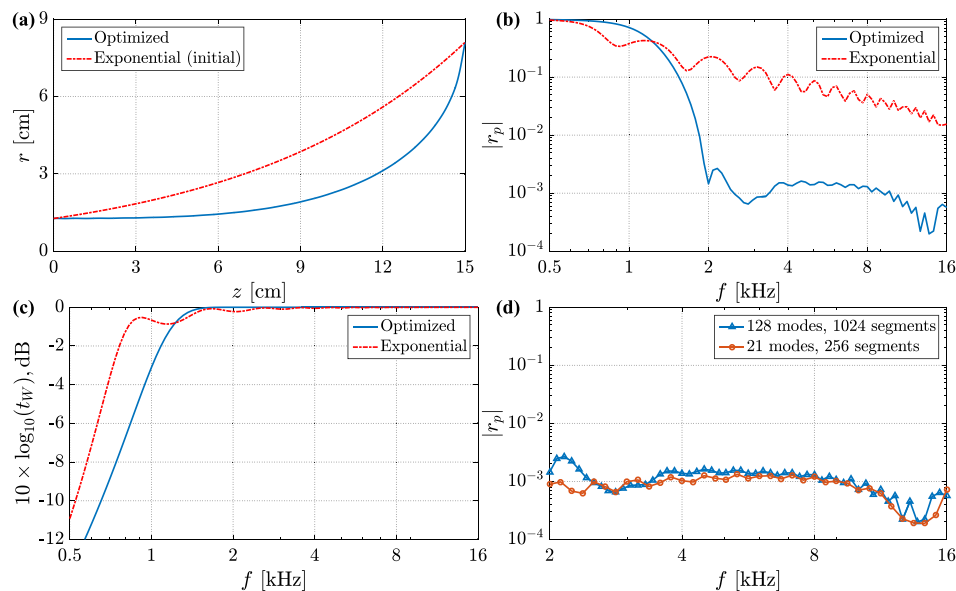 (a)
9
6
3
0
r [cm]
Optimized
Exponential (initial)
0
3
6
9
12
15
z [cm]
(b)
1
10⁻¹
10⁻²
10⁻³
10⁻⁴
|r_p|
Optimized
Exponential
0.5
1
2
4
8
16
f [kHz]
(c)
0
-2
-4
-6
-8
-10
-12
10 × log₁₀(t_W), dB
Optimized
Exponential
0.5
1
2
4
8
16
f [kHz]
(d)
1
10⁻¹
10⁻²
10⁻³
10⁻⁴
|r_p|
128 modes, 1024 segments
21 modes, 256 segments
2
4
8
16
f [kHz]